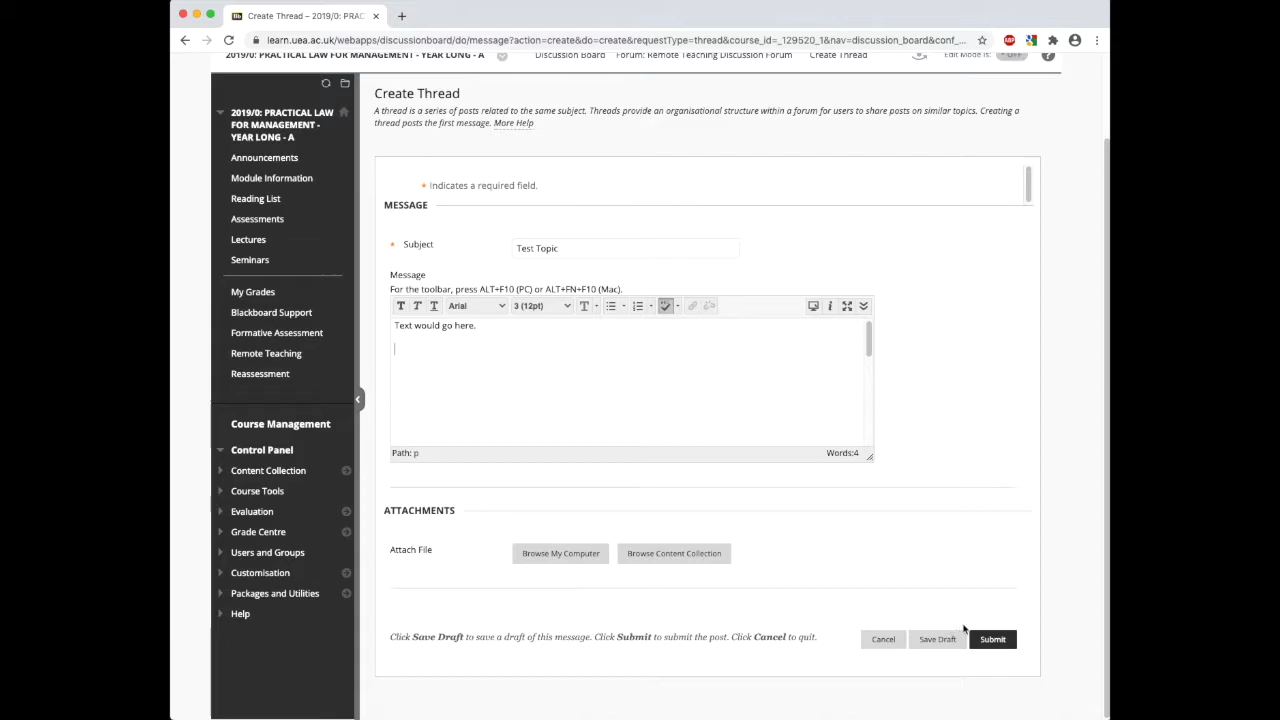 Create Thread – 2019/0: PRAC
learn.uea.ac.uk/webapps/discussionboard/do/message?action=create&do=create&requestType=thread&course_id=_129520_1&nav=discussion_board&conf_...
2019/0: PRACTICAL LAW FOR MANAGEMENT - YEAR LONG - A
Discussion Board
Forum: Remote Teaching Discussion Forum
Create Thread
Edit Mode is:
OFF
2019/0: PRACTICAL LAW
FOR MANAGEMENT -
YEAR LONG - A
Announcements
Module Information
Reading List
Assessments
Lectures
Seminars
My Grades
Blackboard Support
Formative Assessment
Remote Teaching
Reassessment
Course Management
Control Panel
Content Collection
Course Tools
Evaluation
Grade Centre
Users and Groups
Customisation
Packages and Utilities
Help
Create Thread
A thread is a series of posts related to the same subject. Threads provide an organisational structure within a forum for users to share posts on similar topics. Creating a
thread posts the first message. More Help
* Indicates a required field.
MESSAGE
* Subject
Test Topic
Message
For the toolbar, press ALT+F10 (PC) or ALT+FN+F10 (Mac).
T T T Arial 3 (12pt) T
Text would go here.
Path: p
Words:4
ATTACHMENTS
Attach File
Browse My Computer
Browse Content Collection
Click Save Draft to save a draft of this message. Click Submit to submit the post. Click Cancel to quit.
Cancel
Save Draft
Submit